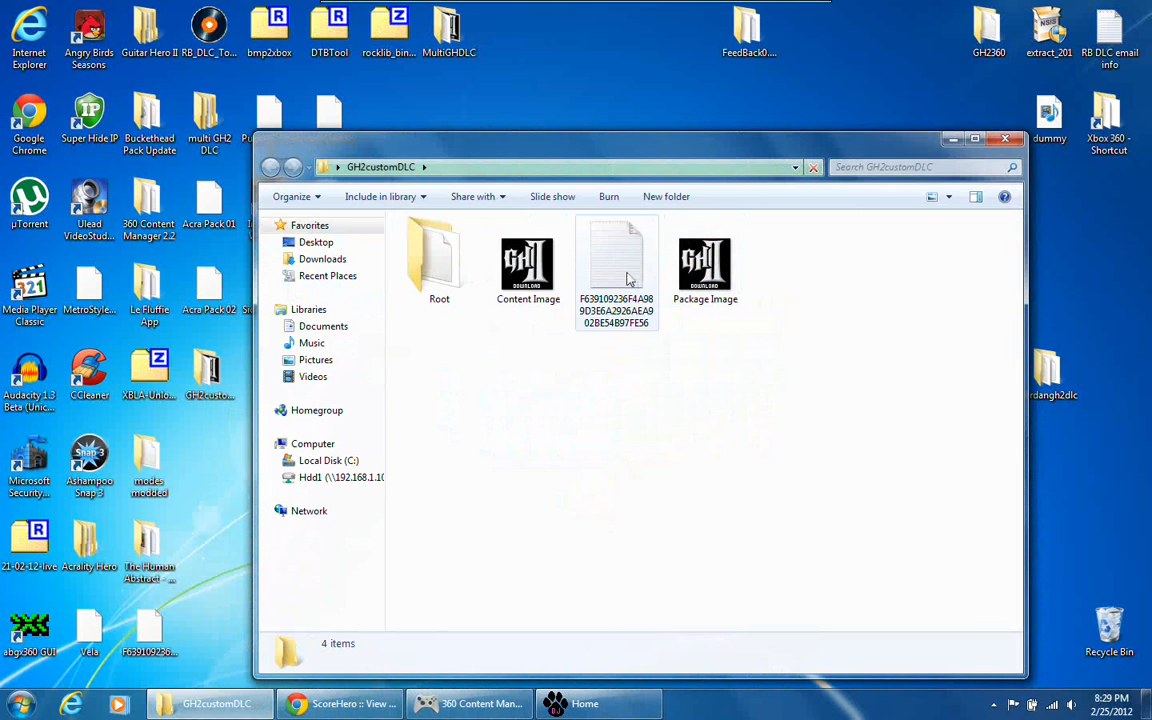 Internet
Explorer
Angry Birds
Seasons
Guitar Hero II
RB_DLC_To...
bmp2xbox
DTBTool
rocklib_bin...
MultiGHDLC
FeedBack0....
GH2360
extract_201
RB DLC email
info
Google
Chrome
Super Hide IP
Buckethead
Pack Update
multi GH2
DLC
dummy
Xbox 360 -
Shortcut
µTorrent
Ulead
VideoStud...
360 Content
Manager 2.2
Acra Pack 01
Media Player
Classic
MetroStyle...
Le Fluffie
App
Acra Pack 02
Audacity 1.3
Beta (Unic...
CCleaner
XBLA-Unlo...
GH2custo...
rdangh2dlc
Microsoft
Security...
Ashampoo
Snap 3
modes
modded
21-02-12-live
Acrality Hero
The Human
Abstract - ...
abgx360 GUI
Vela
F639109236...
Recycle Bin
GH2customDLC
Search GH2customDLC
Organize
Include in library
Share with
Slide show
Burn
New folder
Favorites
Desktop
Downloads
Recent Places
Libraries
Documents
Music
Pictures
Videos
Homegroup
Computer
Local Disk (C:)
Hdd1 (\\192.168.1.10
Network
Root
GHII
DOWNLOAD
Content Image
F639109236F4A98
9D3E6A2926AEA9
02BE54B97FE56
GHII
DOWNLOAD
Package Image
4 items
GH2customDLC
ScoreHero :: View ...
360 Content Man...
Home
8:29 PM
2/25/2012